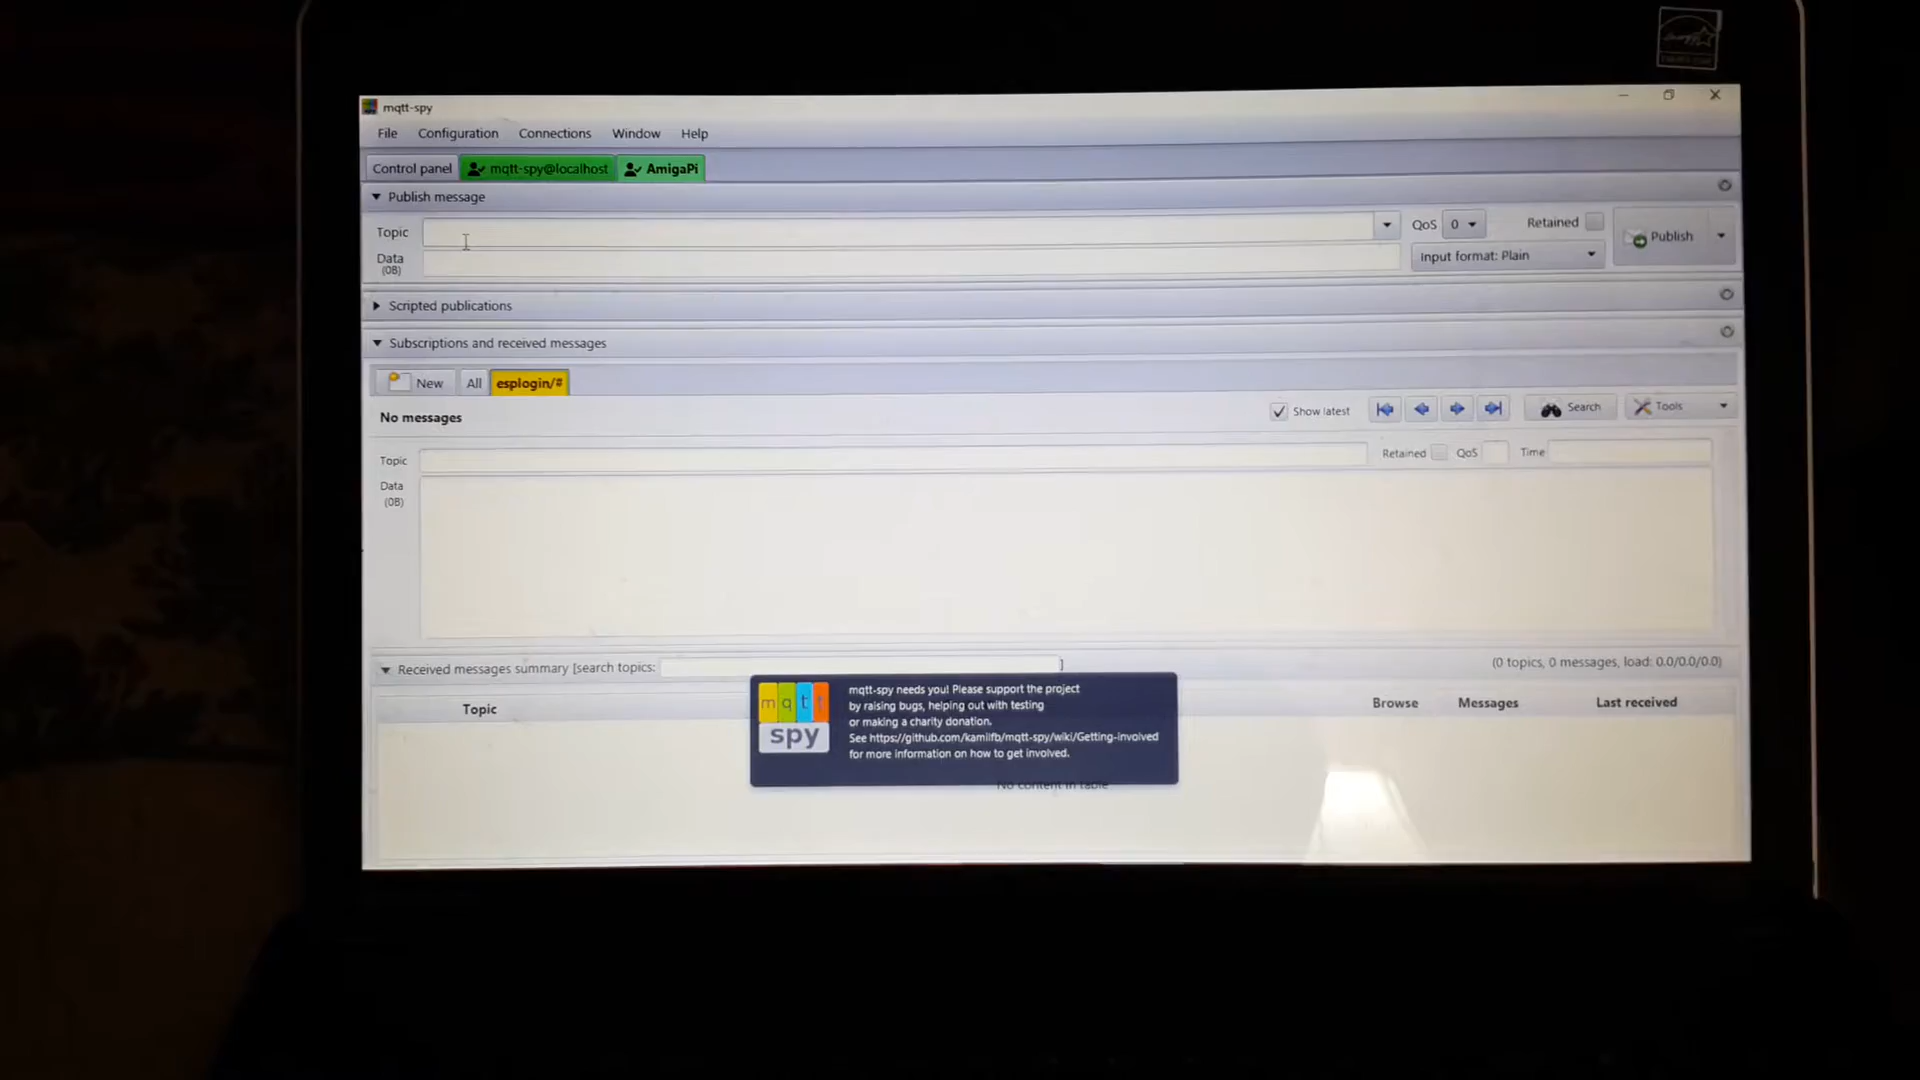 mqtt-spy
File Configuration Connections Window Help
Control panel mqtt-spy@localhost AmigaPi
Publish message
Topic QoS 0 Retained Publish
Data
(0B)
Input format: Plain
Scripted publications
Subscriptions and received messages
New All esplogin/#
No messages Show latest Search Tools
Topic Retained QoS Time
Data
(0B)
Received messages summary [search topics: ] (0 topics, 0 messages, load: 0.0/0.0/0.0)
Topic Browse Messages Last received
mqtt
spy
mqtt-spy needs you! Please support the project
by raising bugs, helping out with testing
or making a charity donation.
See https://github.com/kamilfb/mqtt-spy/wiki/Getting-involved
for more information on how to get involved.
No content in table